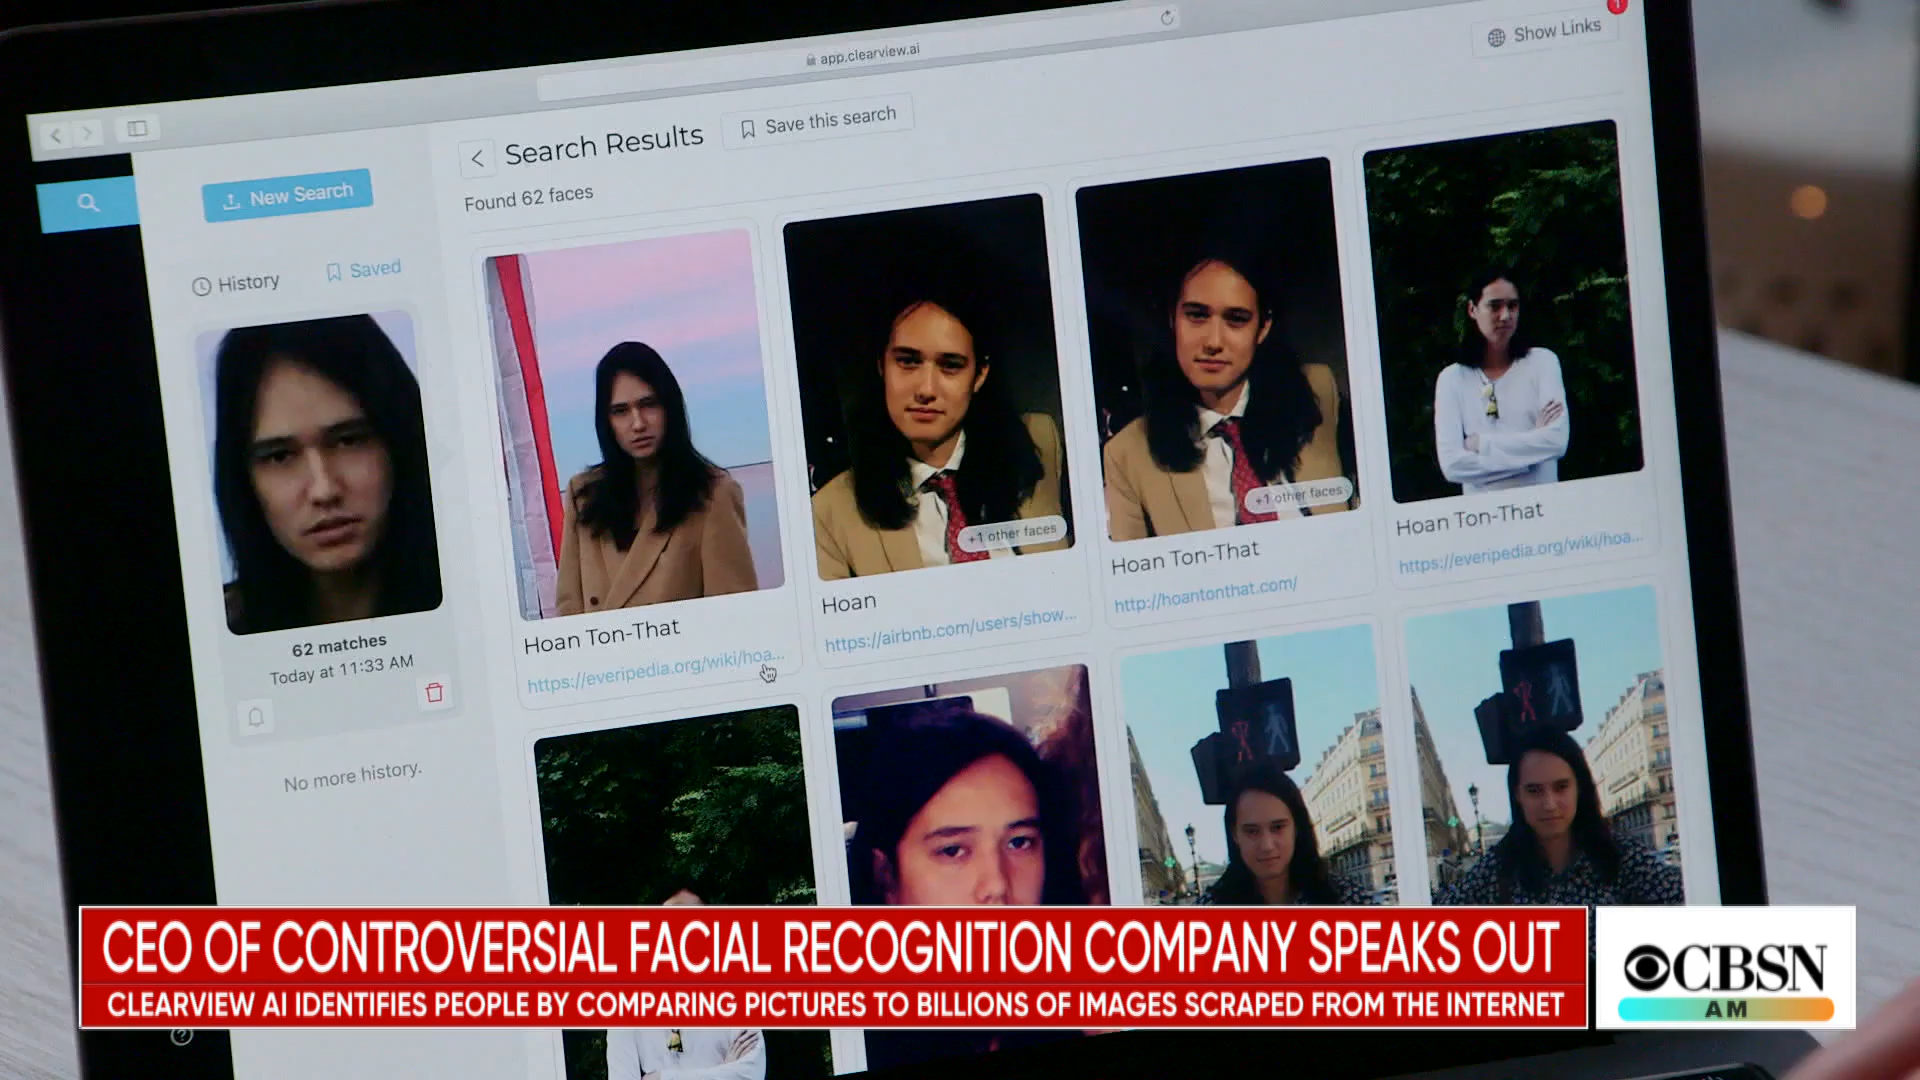 app.clearview.ai
Show Links
1
Search Results
Save this search
New Search
Found 62 faces
History
Saved
+1 other faces
+1 other faces
Hoan Ton-That
https://everipedia.org/wiki/hoa...
Hoan
https://airbnb.com/users/show...
Hoan Ton-That
http://hoantonthat.com/
Hoan Ton-That
https://everipedia.org/wiki/hoa...
62 matches
Today at 11:33 AM
No more history.
CEO OF CONTROVERSIAL FACIAL RECOGNITION COMPANY SPEAKS OUT
CLEARVIEW AI IDENTIFIES PEOPLE BY COMPARING PICTURES TO BILLIONS OF IMAGES SCRAPED FROM THE INTERNET
CBSN
AM
?